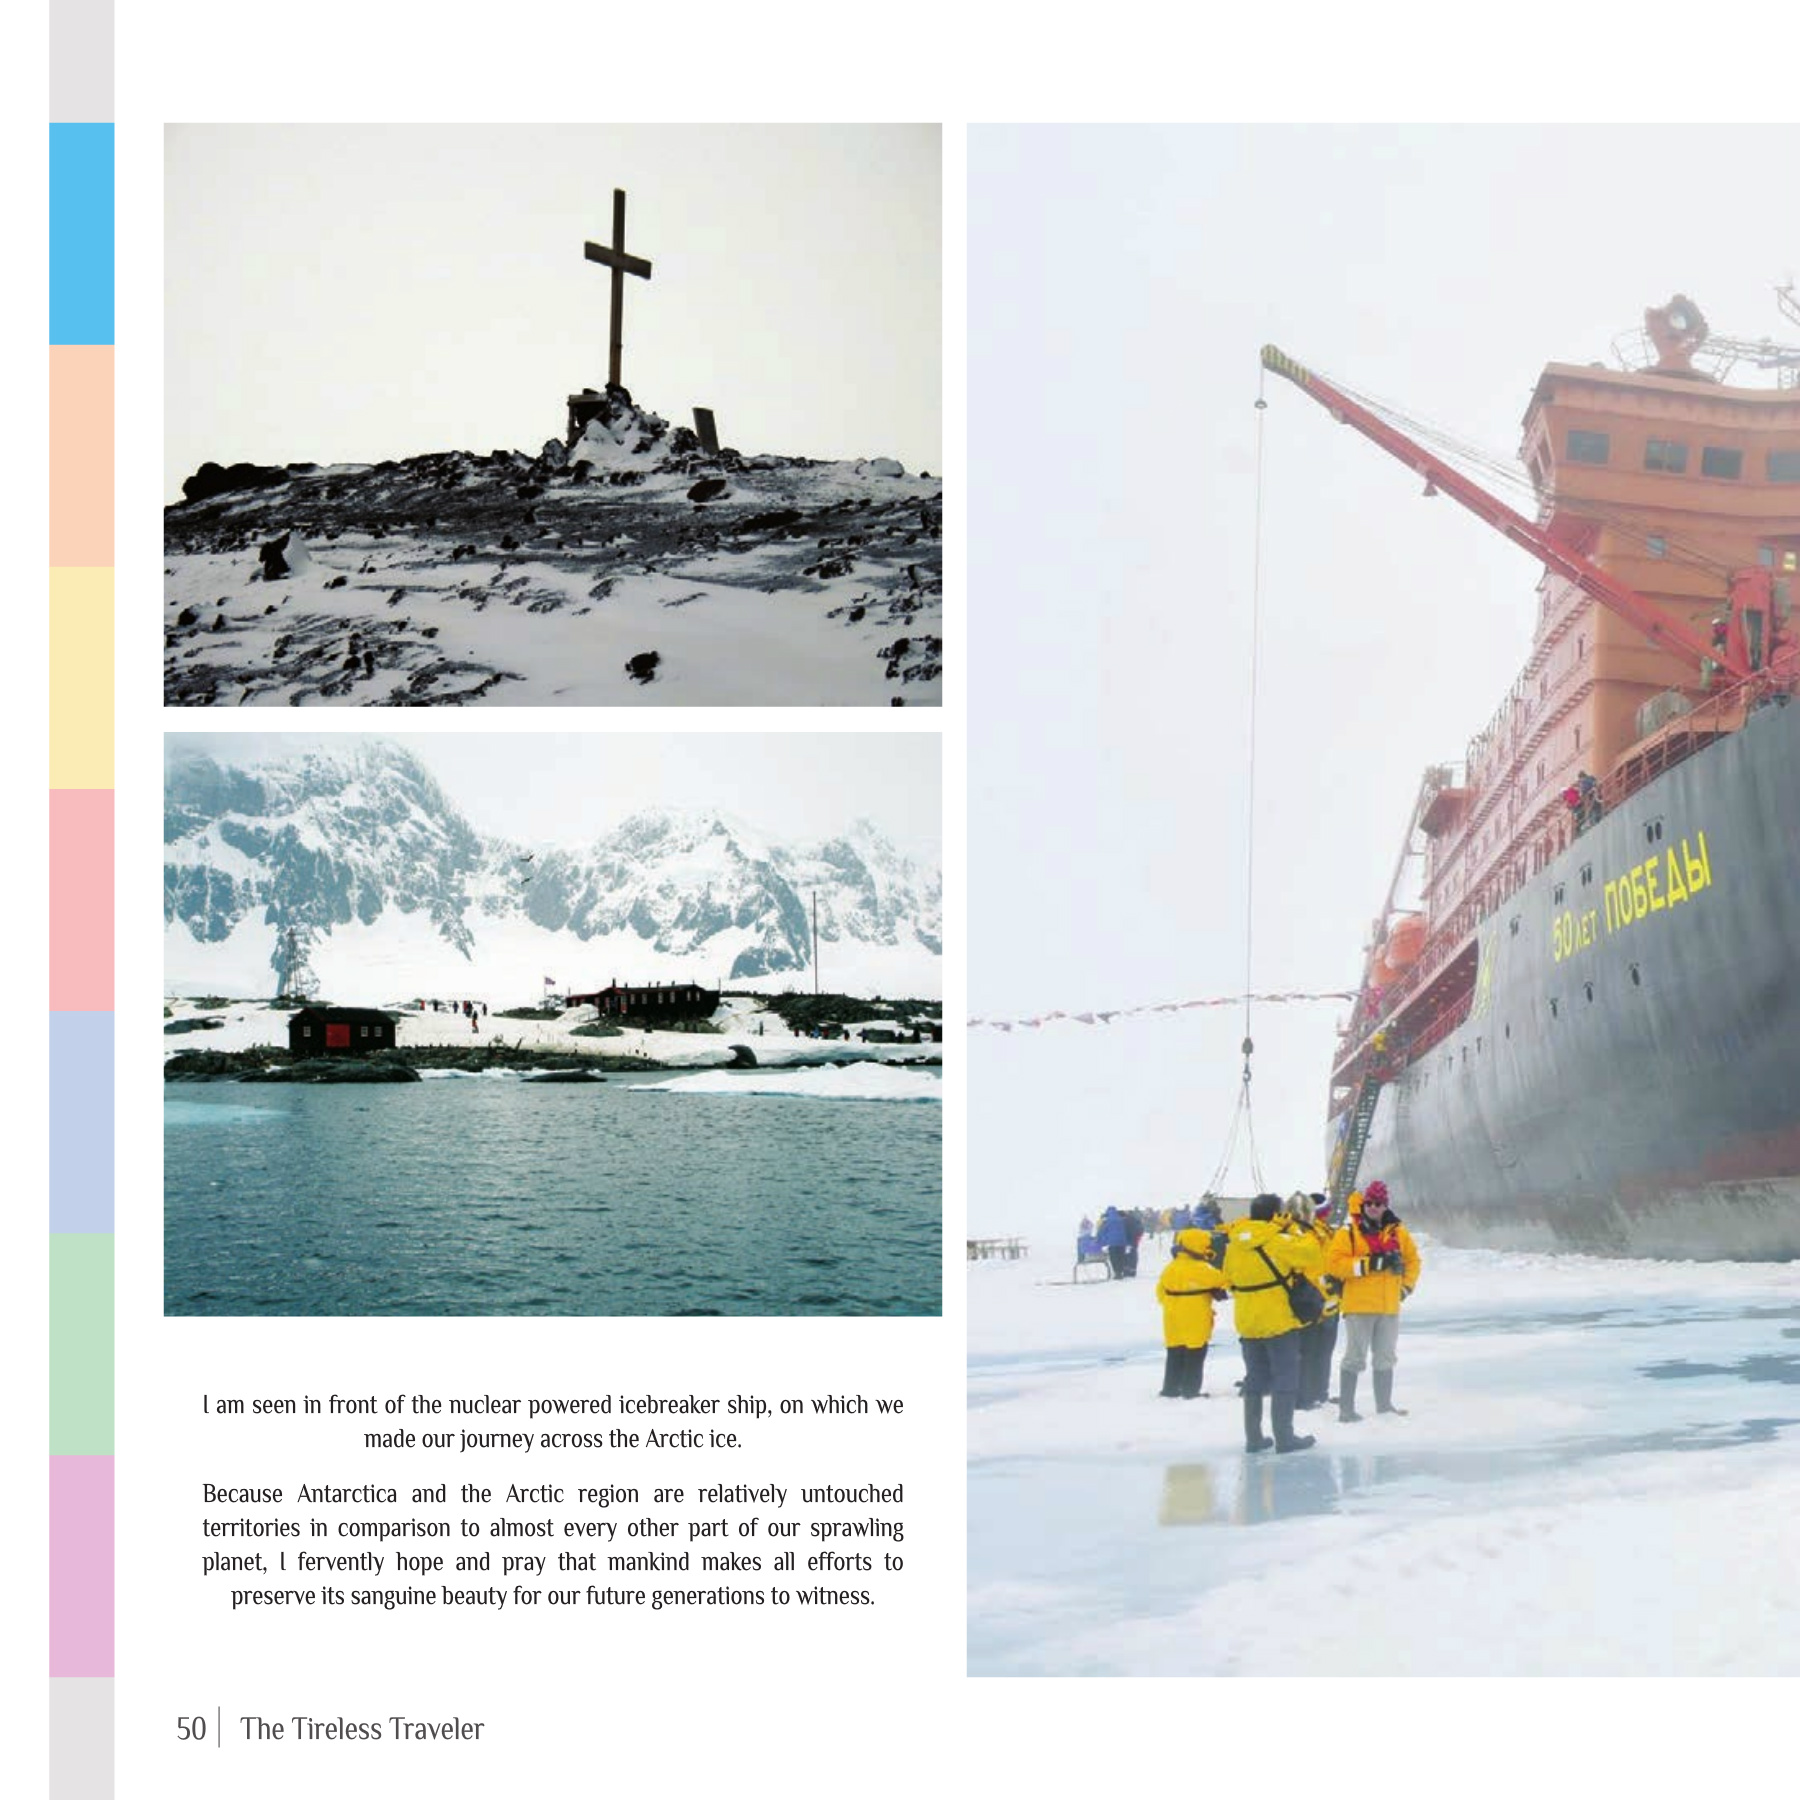 50 лет ПОБЕДЫ
I am seen in front of the nuclear powered icebreaker ship, on which we
made our journey across the Arctic ice.
Because Antarctica and the Arctic region are relatively untouched
territories in comparison to almost every other part of our sprawling
planet, I fervently hope and pray that mankind makes all efforts to
preserve its sanguine beauty for our future generations to witness.
50 | The Tireless Traveler